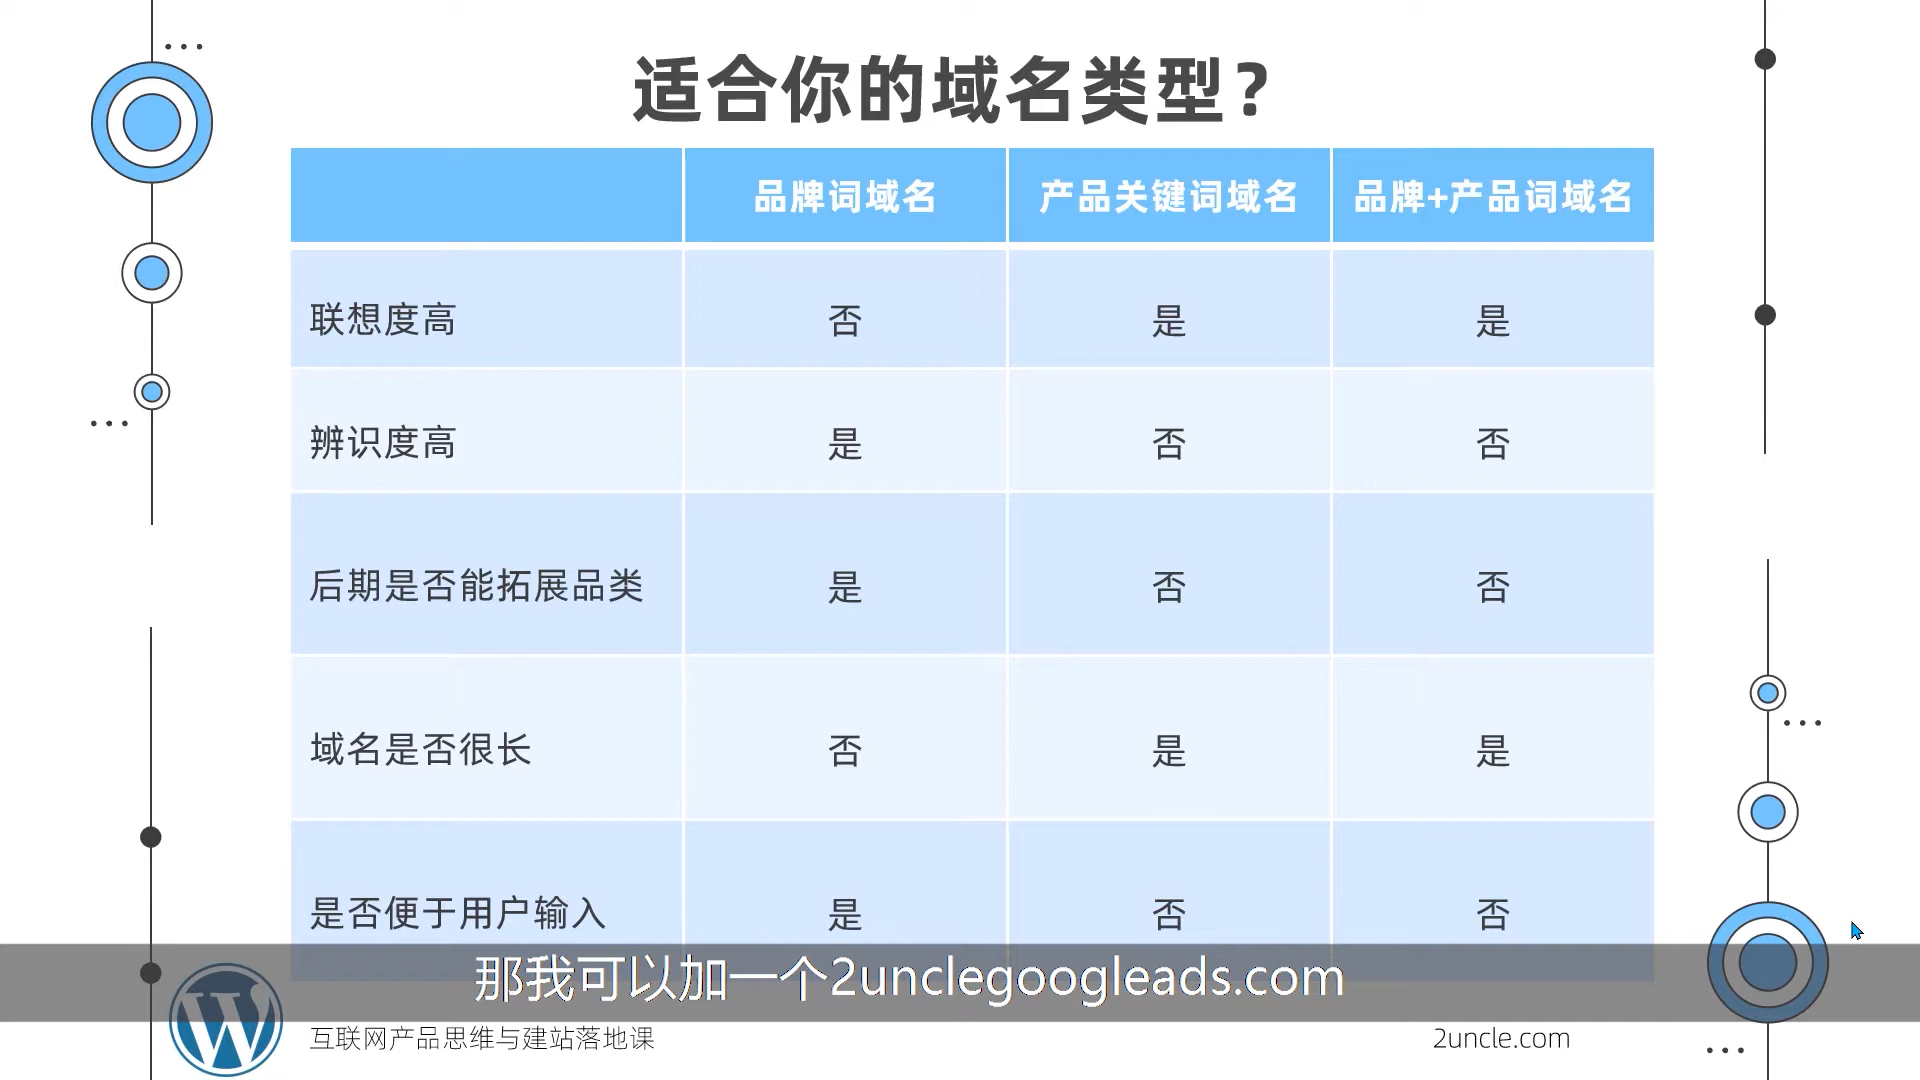 适合你的域名类型？
品牌词域名 产品关键词域名 品牌+产品词域名
联想度高 否 是 是
辨识度高 是 否 否
后期是否能拓展品类 是 否 否
域名是否很长 否 是 是
是否便于用户输入 是 否 否
那我可以加一个2unclegoogleads.com
互联网产品思维与建站落地课 2uncle.com